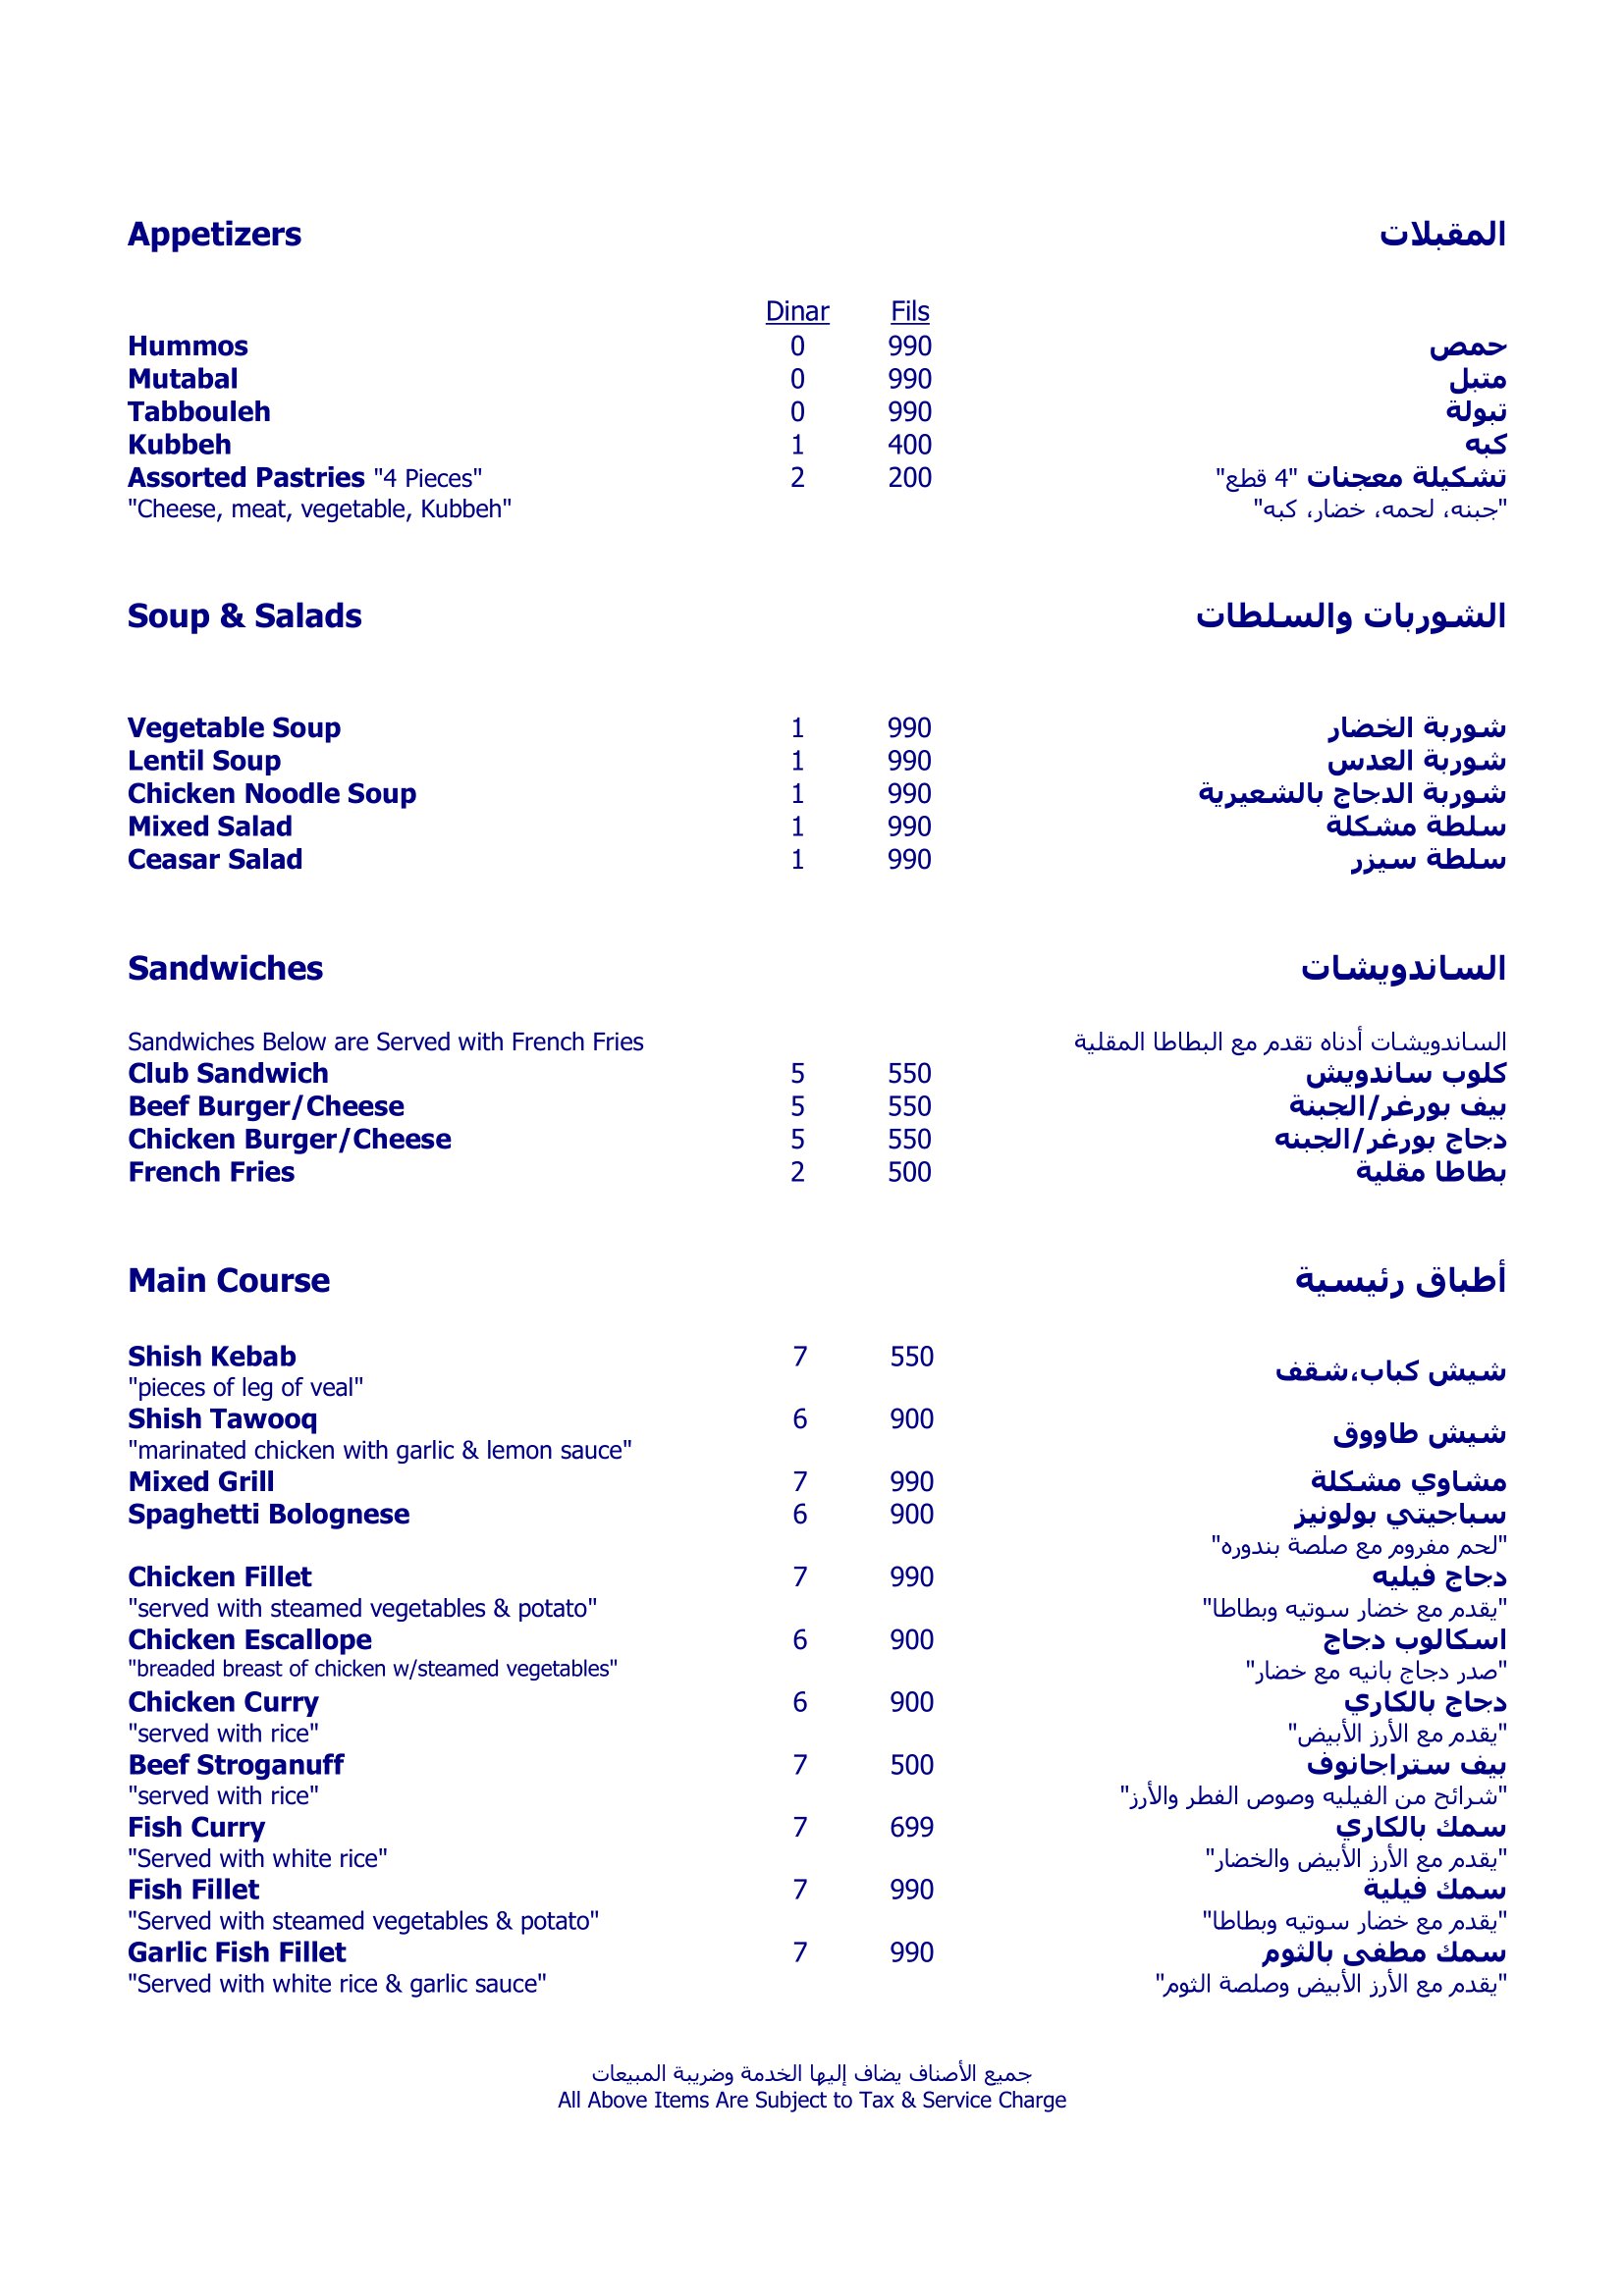 Appetizers المقبلات
Dinar Fils
Hummos 0 990 حمص
Mutabal 0 990 متبل
Tabbouleh 0 990 تبولة
Kubbeh 1 400 كبه
Assorted Pastries "4 Pieces" 2 200 تشكيلة معجنات "4 قطع"
"Cheese, meat, vegetable, Kubbeh" "جبنه، لحمه، خضار، كبه"
Soup & Salads الشوربات والسلطات
Vegetable Soup 1 990 شوربة الخضار
Lentil Soup 1 990 شوربة العدس
Chicken Noodle Soup 1 990 شوربة الدجاج بالشعيرية
Mixed Salad 1 990 سلطة مشكلة
Ceasar Salad 1 990 سلطة سيزر
Sandwiches الساندويشات
Sandwiches Below are Served with French Fries الساندويشات أدناه تقدم مع البطاطا المقلية
Club Sandwich 5 550 كلوب ساندويش
Beef Burger/Cheese 5 550 بيف بورغر/الجبنة
Chicken Burger/Cheese 5 550 دجاج بورغر/الجبنه
French Fries 2 500 بطاطا مقلية
Main Course أطباق رئيسية
Shish Kebab 7 550 شيش كباب،شقف
"pieces of leg of veal"
Shish Tawooq 6 900 شيش طاووق
"marinated chicken with garlic & lemon sauce"
Mixed Grill 7 990 مشاوي مشكلة
Spaghetti Bolognese 6 900 سباجيتي بولونيز
"لحم مفروم مع صلصة بندوره"
Chicken Fillet 7 990 دجاج فيليه
"served with steamed vegetables & potato" "يقدم مع خضار سوتيه وبطاطا"
Chicken Escallope 6 900 اسكالوب دجاج
"breaded breast of chicken w/steamed vegetables" "صدر دجاج بانيه مع خضار"
Chicken Curry 6 900 دجاج بالكاري
"served with rice" "يقدم مع الأرز الأبيض"
Beef Stroganuff 7 500 بيف ستراجانوف
"served with rice" "شرائح من الفيليه وصوص الفطر والأرز"
Fish Curry 7 699 سمك بالكاري
"Served with white rice" "يقدم مع الأرز الأبيض والخضار"
Fish Fillet 7 990 سمك فيلية
"Served with steamed vegetables & potato" "يقدم مع خضار سوتيه وبطاطا"
Garlic Fish Fillet 7 990 سمك مطفى بالثوم
"Served with white rice & garlic sauce" "يقدم مع الأرز الأبيض وصلصة الثوم"
جميع الأصناف يضاف إليها الخدمة وضريبة المبيعات
All Above Items Are Subject to Tax & Service Charge